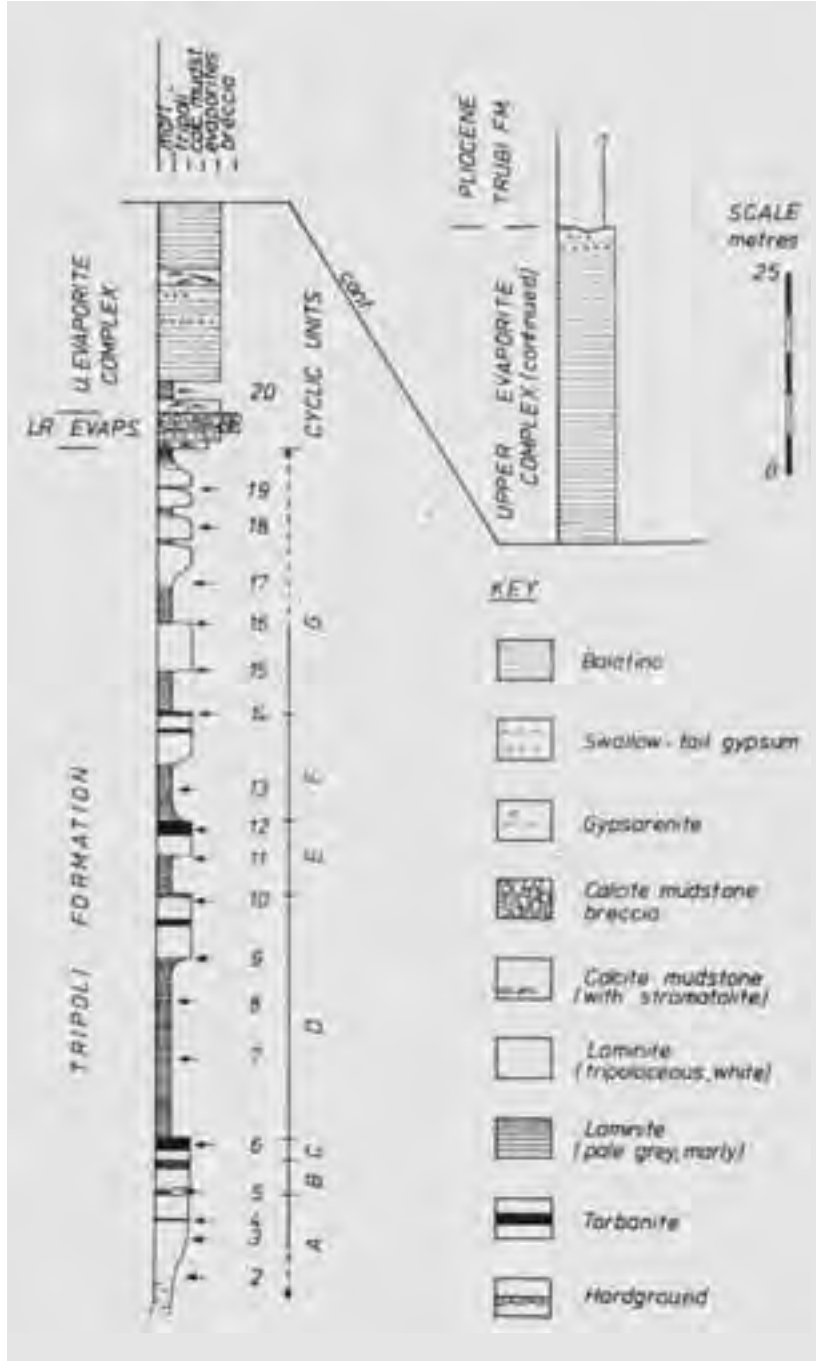 marl
tripoli
calc. mudst
evaporites
breccia
PLIOCENE
TRUBI FM.
SCALE
metres
25
0
U. EVAPORITE
COMPLEX
LR EVAPS.
CYCLIC UNITS
cont.
UPPER EVAPORITE
COMPLEX (continued)
TRIPOLI FORMATION
20
19
18
17
16
15
14
13
12
11
10
9
8
7
6
5
4
3
2
G
F
E
D
C
B
A
KEY
Balatino
Swallow-tail gypsum
Gypsarenite
Calcite mudstone
breccia
Calcite mudstone
(with stromatolite)
Laminite
(tripolaceous, white)
Laminite
(pale grey, marly)
Torbanite
Hardground